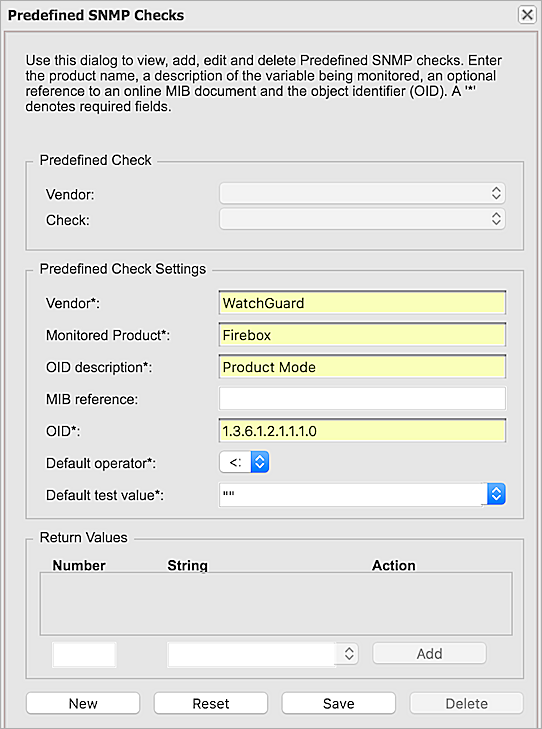 Predefined SNMP Checks
Use this dialog to view, add, edit and delete Predefined SNMP checks. Enter
the product name, a description of the variable being monitored, an optional
reference to an online MIB document and the object identifier (OID). A '*'
denotes required fields.
Predefined Check
Vendor:
Check:
Predefined Check Settings
Vendor*: WatchGuard
Monitored Product*: Firebox
OID description*: Product Mode
MIB reference:
OID*: 1.3.6.1.2.1.1.1.0
Default operator*: <:
Default test value*: ""
Return Values
Number String Action
Add
New Reset Save Delete